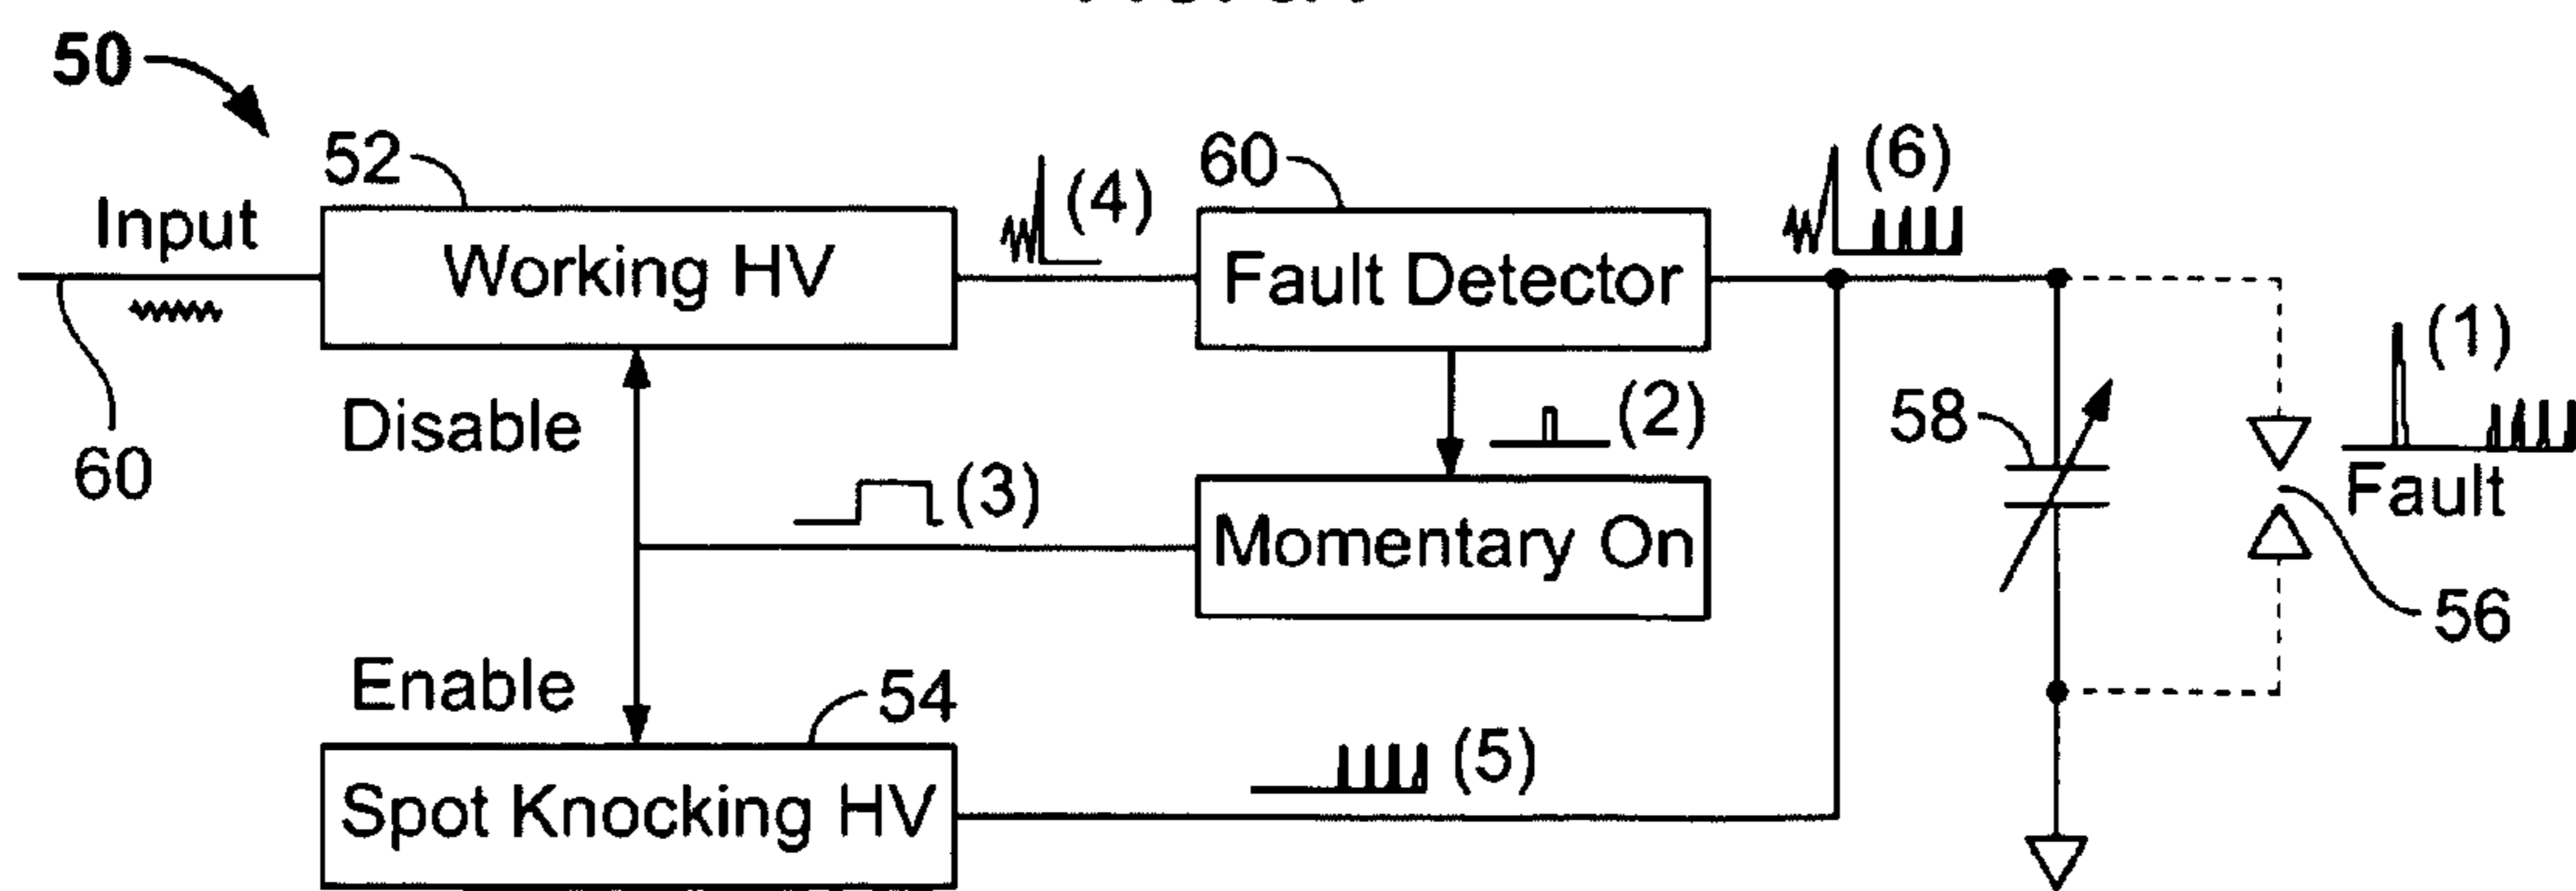 50
52
60
(6)
Input
Working HV
(4)
Fault Detector
(1)
60
Disable
(2)
58
Fault
(3)
Momentary On
56
Enable
54
Spot Knocking HV
(5)